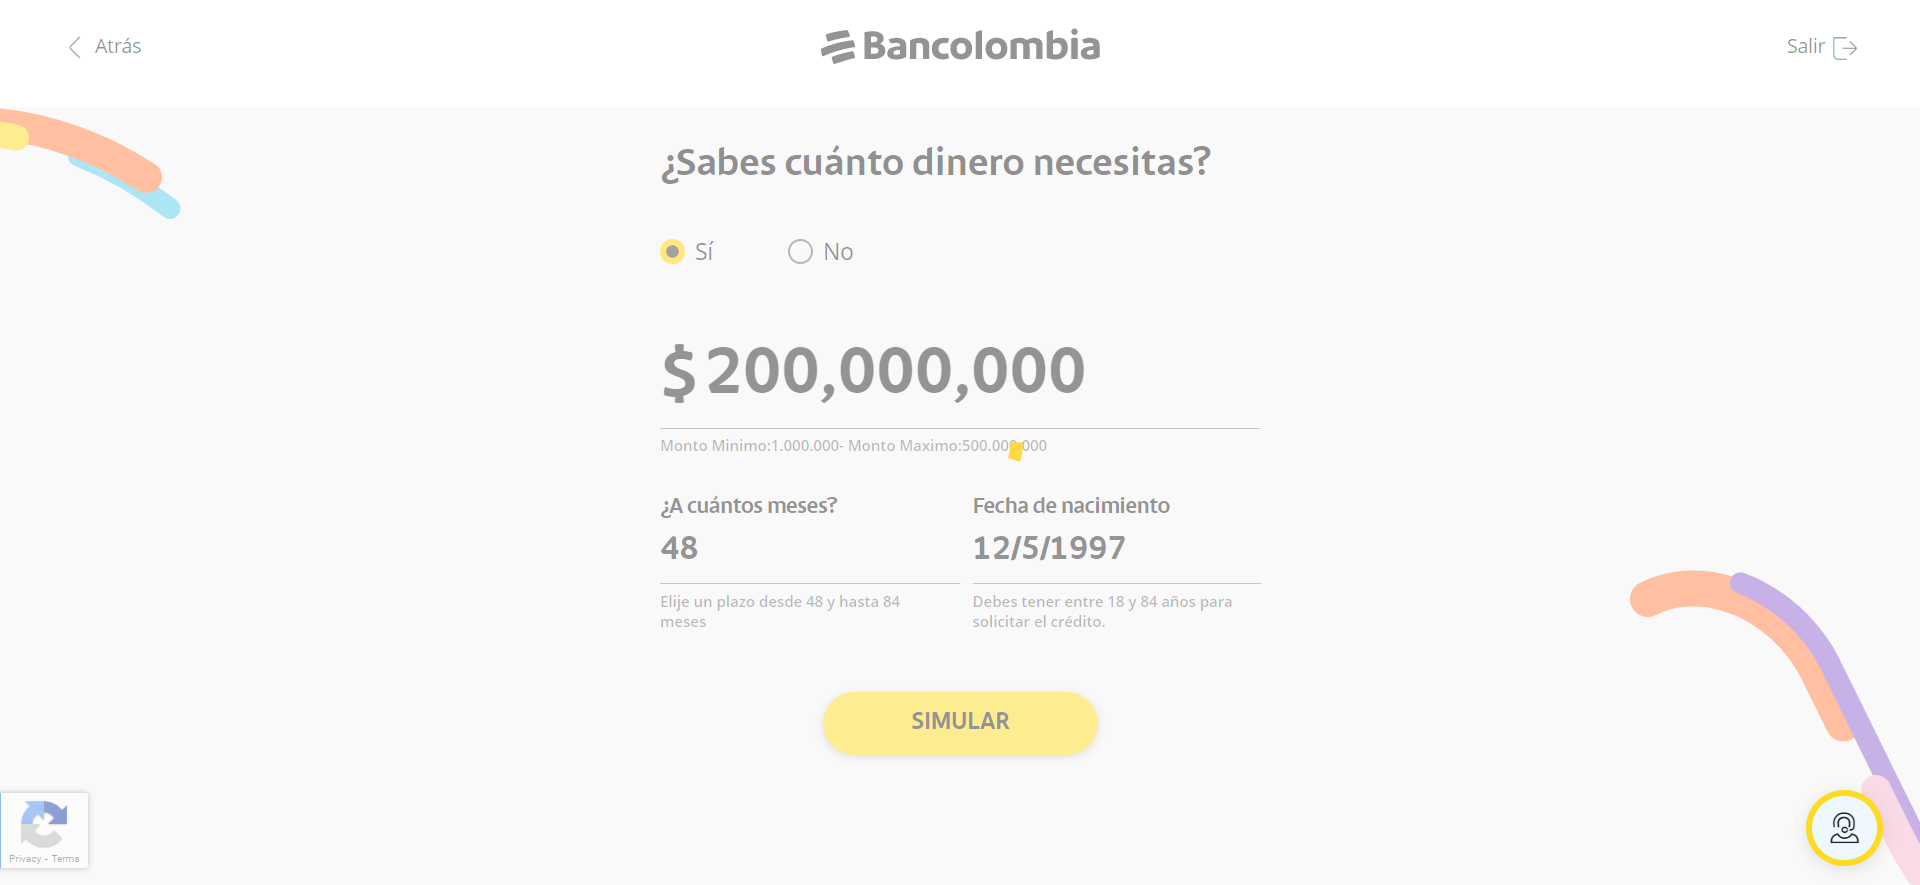 Atrás
Bancolombia
Salir
¿Sabes cuánto dinero necesitas?
Sí No
$ 200,000,000
Monto Minimo:1.000.000- Monto Maximo:500.000.000
¿A cuántos meses?
48
Elije un plazo desde 48 y hasta 84
meses
Fecha de nacimiento
12/5/1997
Debes tener entre 18 y 84 años para
solicitar el crédito.
SIMULAR
Privacy - Terms